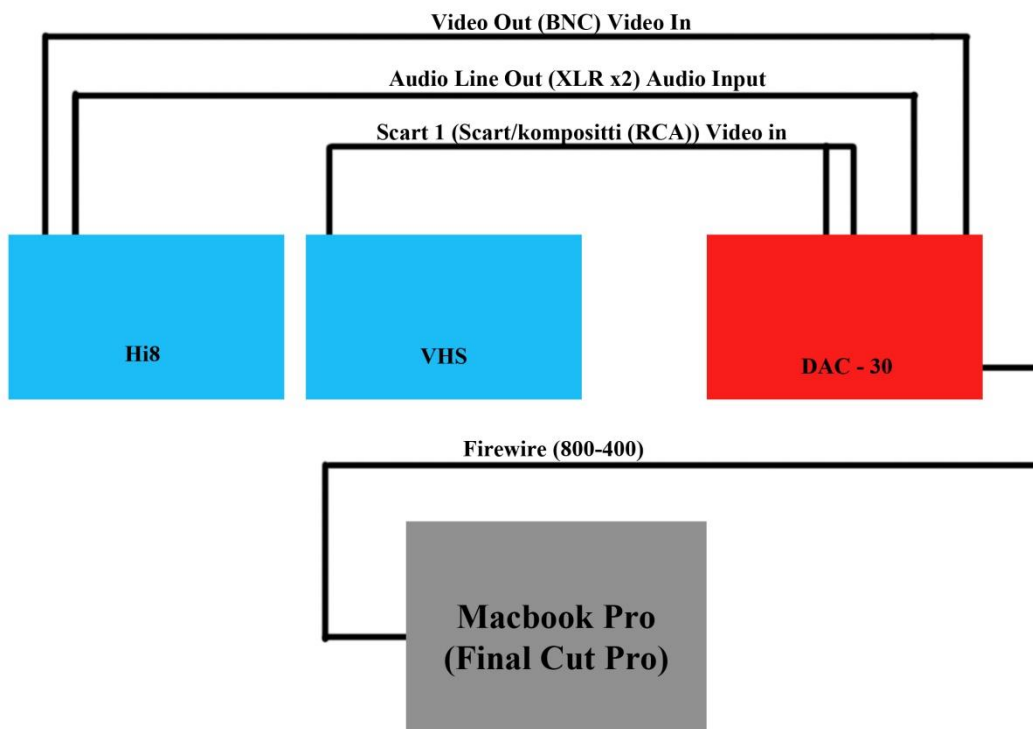 Video Out (BNC) Video In
Audio Line Out (XLR x2) Audio Input
Scart 1 (Scart/kompositti (RCA)) Video in
Hi8
VHS
DAC - 30
Firewire (800-400)
Macbook Pro
(Final Cut Pro)